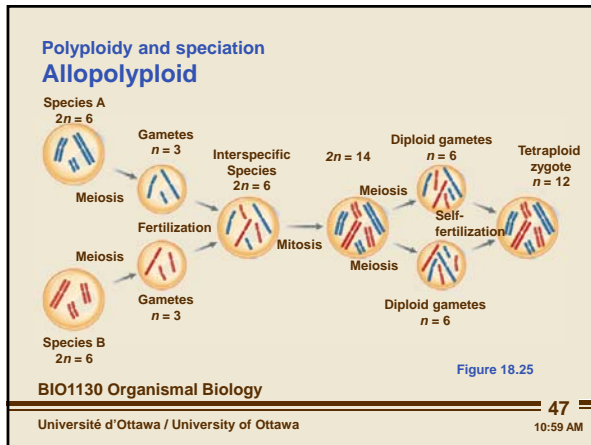 Polyploidy and speciation
Allopolyploid
Species A
2n = 6
Meiosis
Gametes
n = 3
Fertilization
Meiosis
Gametes
n = 3
Species B
2n = 6
Interspecific
Species
2n = 6
Mitosis
2n = 14
Meiosis
Meiosis
Diploid gametes
n = 6
Self-
fertilization
Diploid gametes
n = 6
Tetraploid
zygote
n = 12
Figure 18.25
BIO1130 Organismal Biology
47
Université d'Ottawa / University of Ottawa
10:59 AM